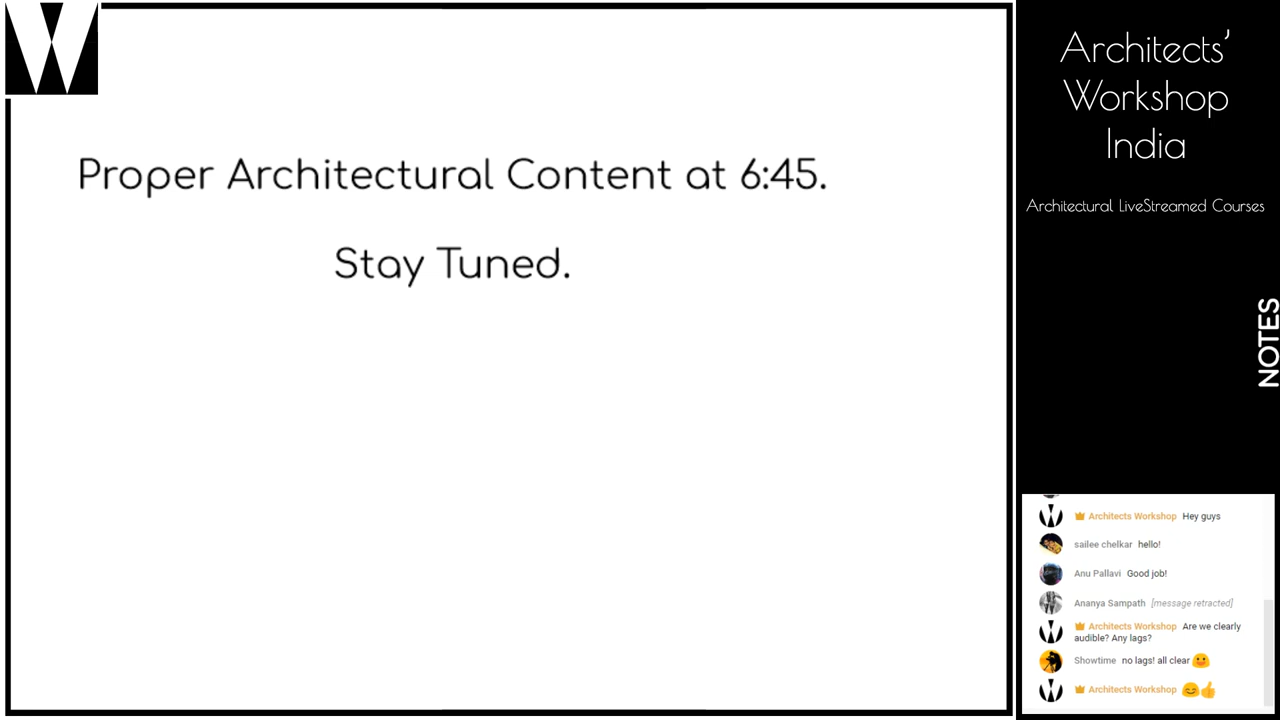 W
Proper Architectural Content at 6:45.
Stay Tuned.
Architects’
Workshop
India
Architectural LiveStreamed Courses
NOTES
Architects Workshop Hey guys
sailee chelkar hello!
Anu Pallavi Good job!
Ananya Sampath [message retracted]
Architects Workshop Are we clearly
audible? Any lags?
Showtime no lags! all clear
Architects Workshop